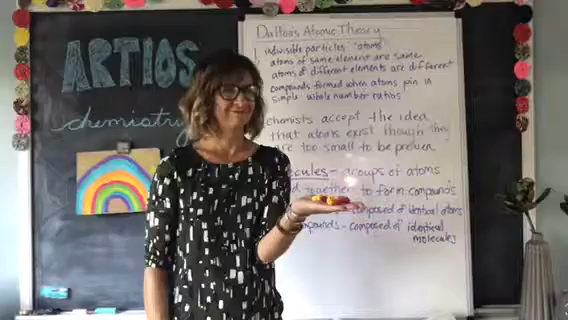 ARTIOS
chemistry
Dalton's Atomic Theory
1. indivisible particles "atoms"
atoms of same element are same
atoms of different elements are different
compounds formed when atoms join in
simple whole number ratios
chemists accept the idea
that atoms exist though they
are too small to be proven
cules - groups of atoms
d together to form compounds
composed of identical atoms
mpounds - composed of identical
molecules